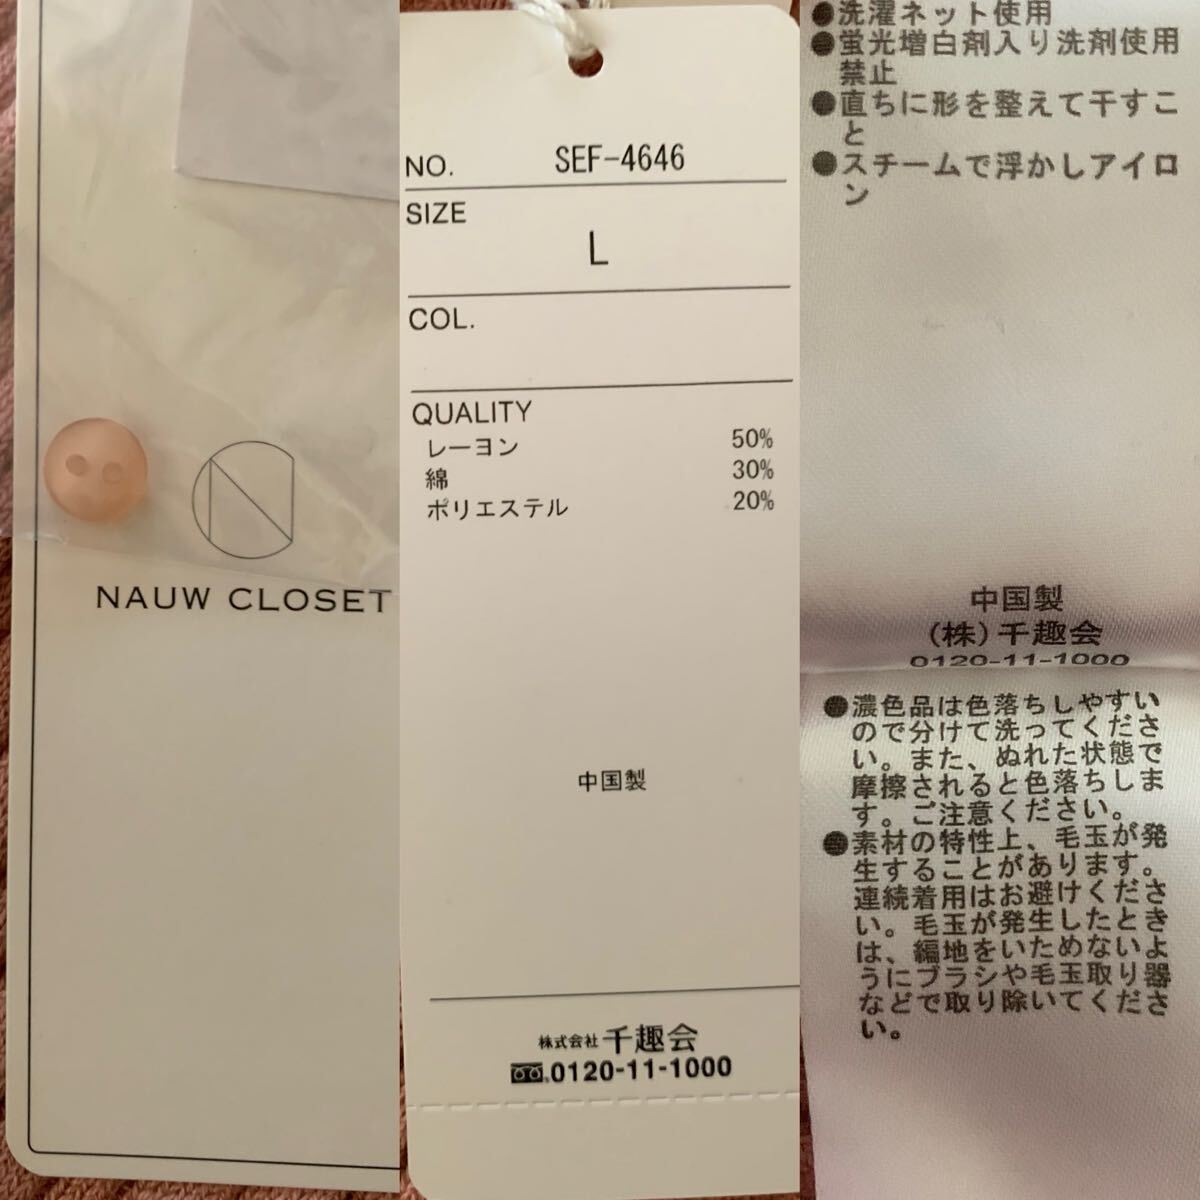 NAUW CLOSET
NO. SEF-4646
SIZE
L
COL.
QUALITY
レーヨン 50%
綿 30%
ポリエステル 20%
中国製
株式会社 千趣会
0120-11-1000
●洗濯ネット使用
●蛍光増白剤入り洗剤使用
禁止
●直ちに形を整えて干すこ
と
●スチームで浮かしアイロ
ン
中国製
(株)千趣会
0120-11-1000
●濃色品は色落ちしやすい
ので分けて洗ってくださ
い。また、ぬれた状態で
摩擦されると色落ちしま
す。ご注意ください。
●素材の特性上、毛玉が発
生することがあります。
連続着用はお避けくださ
い。毛玉が発生したとき
は、編地をいためないよ
うにブラシや毛玉取り器
などで取り除いてくださ
い。